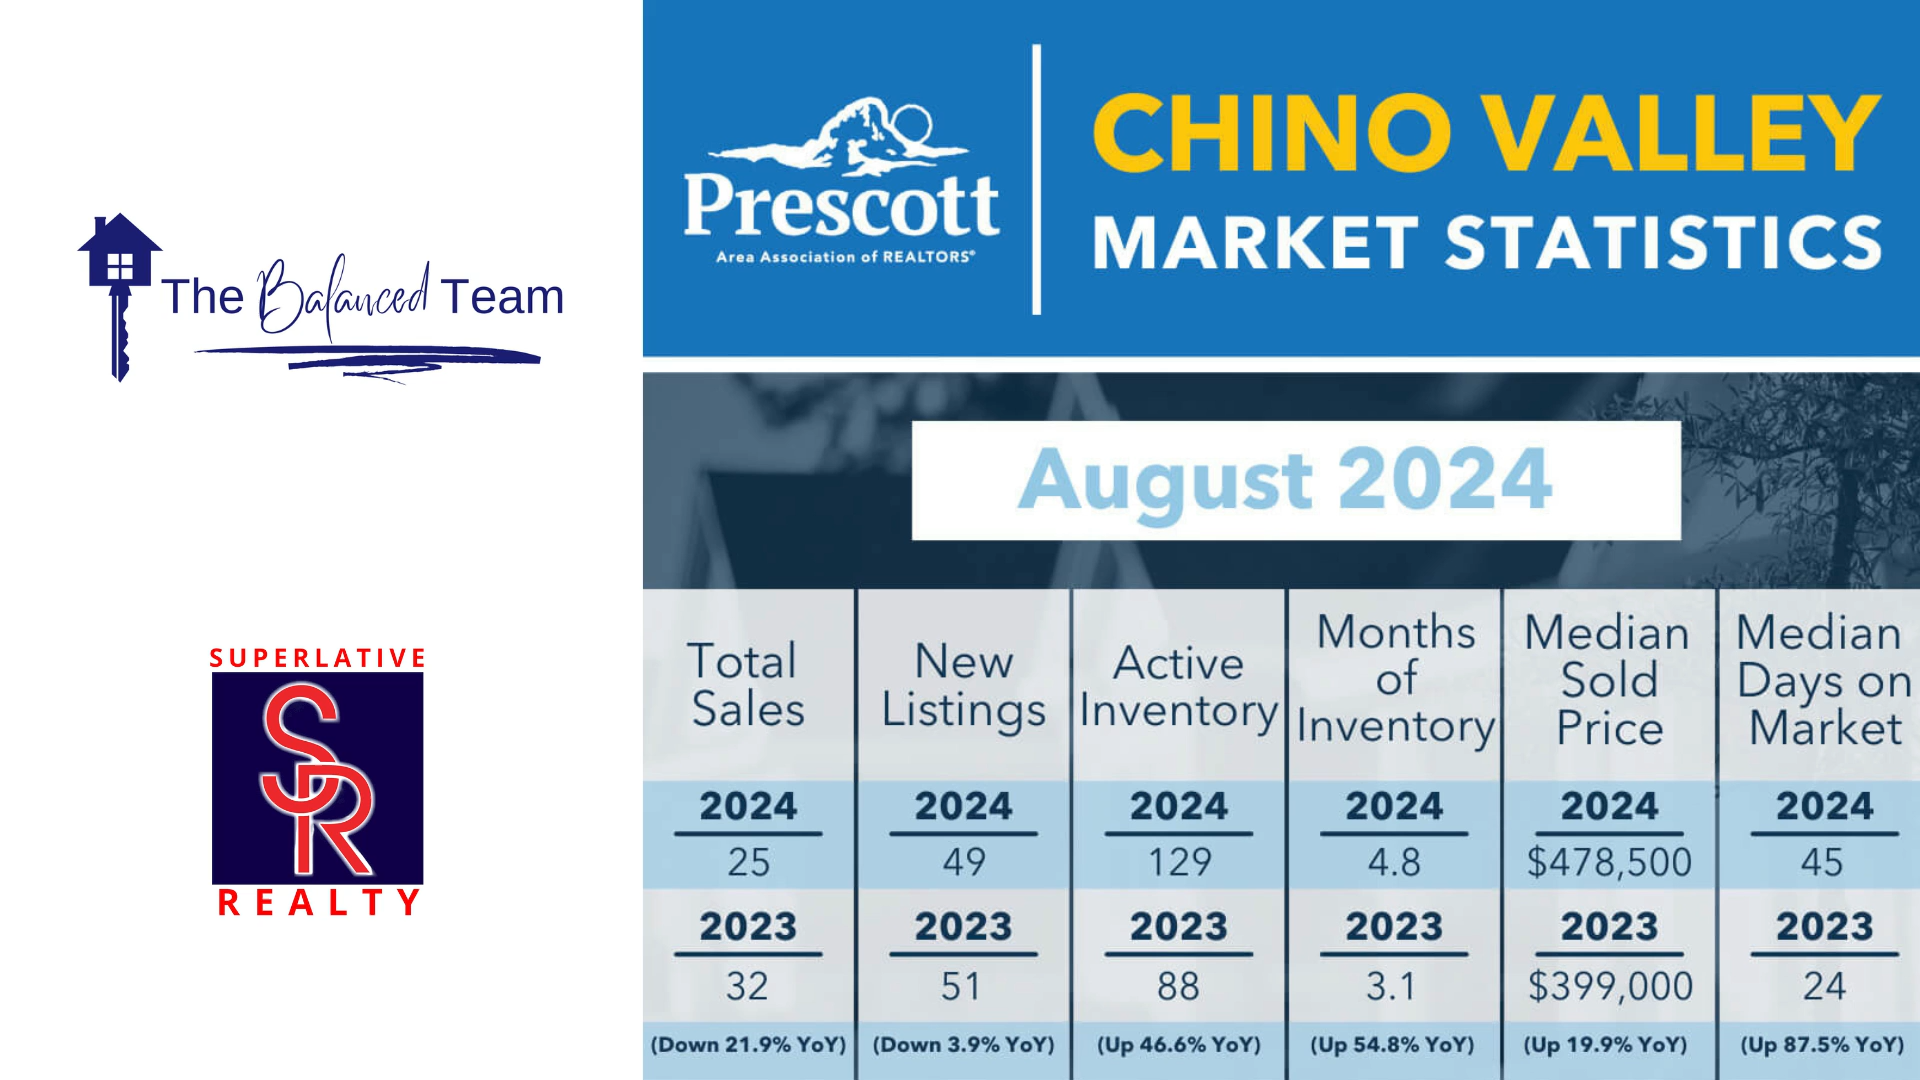 The Balanced Team
SUPERLATIVE
SR
REALTY
Prescott
Area Association of REALTORS®
CHINO VALLEY
MARKET STATISTICS
August 2024
Total
Sales
New
Listings
Active
Inventory
Months
of
Inventory
Median
Sold
Price
Median
Days on
Market
2024 2024 2024 2024 2024 2024
25 49 129 4.8 $478,500 45
2023 2023 2023 2023 2023 2023
32 51 88 3.1 $399,000 24
(Down 21.9% YoY) (Down 3.9% YoY) (Up 46.6% YoY) (Up 54.8% YoY) (Up 19.9% YoY) (Up 87.5% YoY)